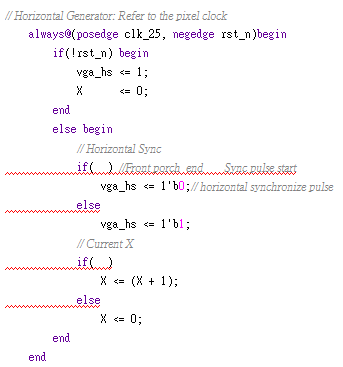 // Horizontal Generator: Refer to the pixel clock
always@(posedge clk_25, negedge rst_n)begin
if(!rst_n) begin
vga_hs <= 1;
X <= 0;
end
else begin
// Horizontal Sync
if( ) //Front porch end Sync pulse start
vga_hs <= 1'b0;// horizontal synchronize pulse
else
vga_hs <= 1'b1;
// Current X
if( )
X <= (X + 1);
else
X <= 0;
end
end